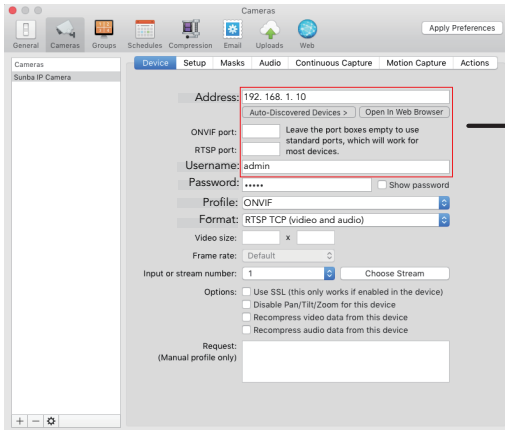 Cameras
General Cameras Groups Schedules Compression Email Uploads Web
Apply Preferences
Cameras
Sunba IP Camera
Device Setup Masks Audio Continuous Capture Motion Capture Actions
Address: 192. 168. 1. 10
Auto-Discovered Devices > Open In Web Browser
ONVIF port:
RTSP port:
Leave the port boxes empty to use
standard ports, which will work for
most devices.
Username: admin
Password: ••••• Show password
Profile: ONVIF
Format: RTSP TCP (vidieo and audio)
Video size: x
Frame rate: Default
Input or stream number: 1 Choose Stream
Options: Use SSL (this only works if enabled in the device)
Disable Pan/Tilt/Zoom for this device
Recompress video data from this device
Recompress audio data from this device
Request:
(Manual profile only)